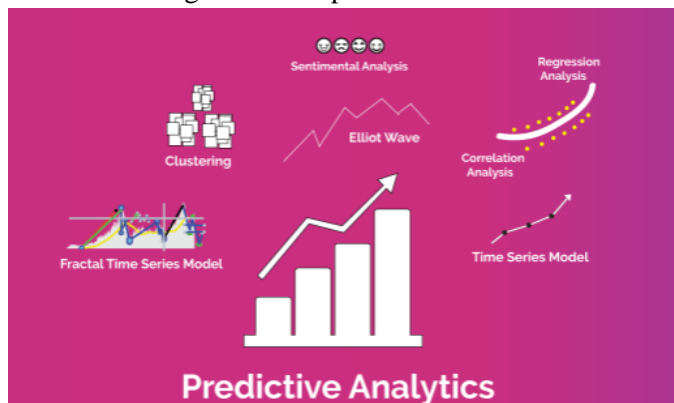 Sentimental Analysis
Regression
Analysis
Elliot Wave
Clustering
Correlation
Analysis
Fractal Time Series Model
Time Series Model
Predictive Analytics